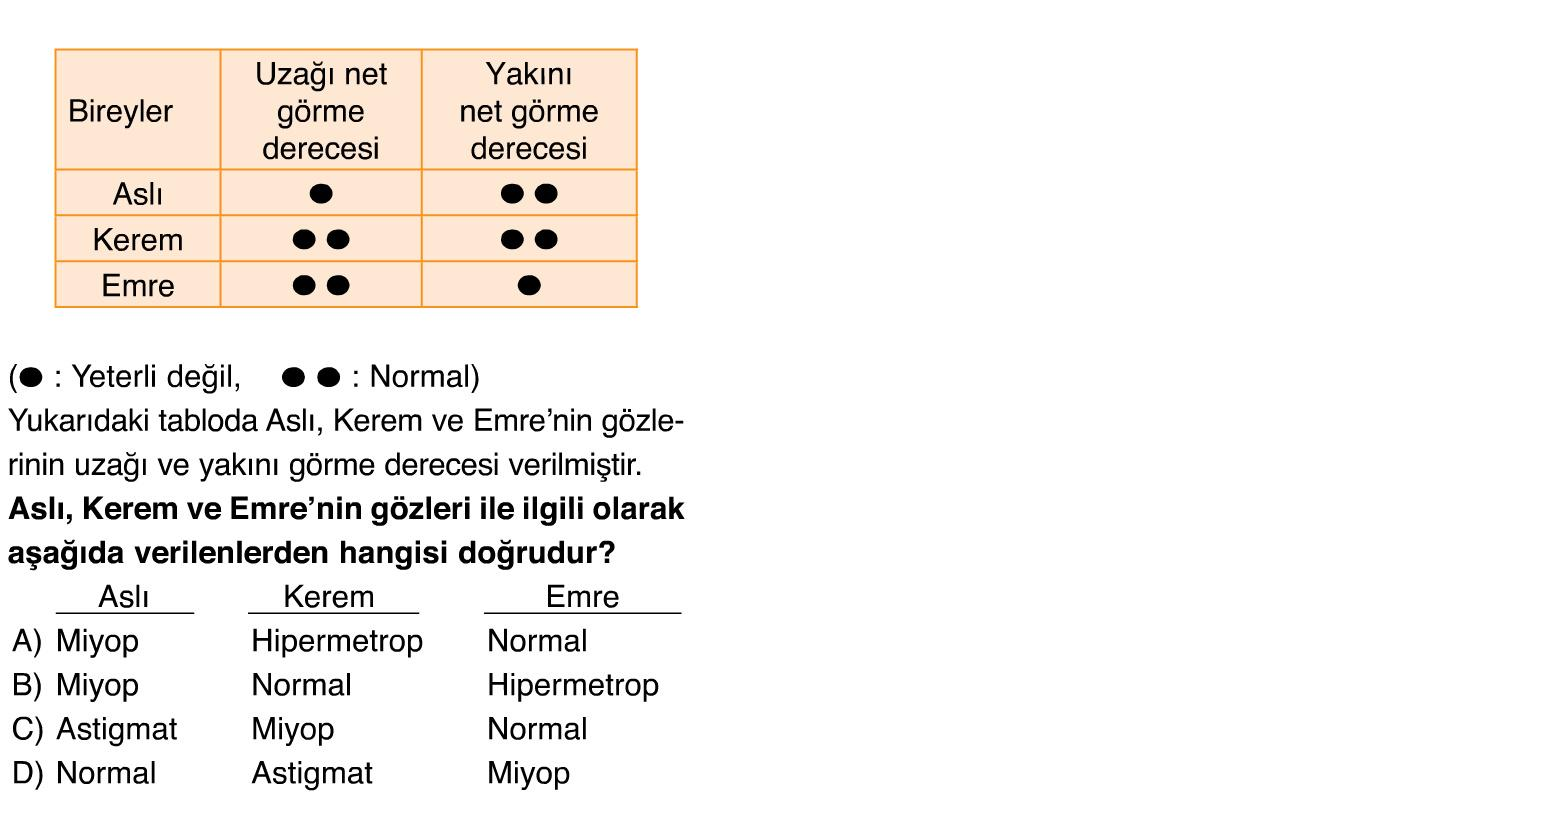 Bireyler
Uzağı net
görme
derecesi
Yakını
net görme
derecesi
Aslı ● ●●
Kerem ●● ●●
Emre ●● ●
(● : Yeterli değil, ●● : Normal)
Yukarıdaki tabloda Aslı, Kerem ve Emre’nin gözle-
rinin uzağı ve yakını görme derecesi verilmiştir.
Aslı, Kerem ve Emre’nin gözleri ile ilgili olarak
aşağıda verilenlerden hangisi doğrudur?
Aslı Kerem Emre
A) Miyop Hipermetrop Normal
B) Miyop Normal Hipermetrop
C) Astigmat Miyop Normal
D) Normal Astigmat Miyop